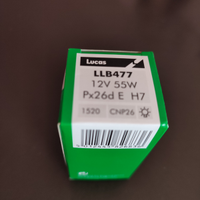 Lucas
LLB477
12V 55W
Px26d E H7
1520 CNP26